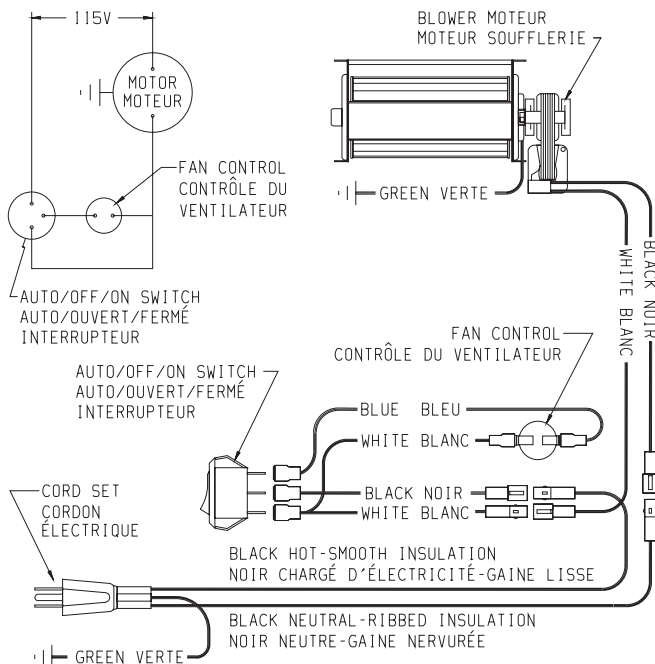 115V
MOTOR
MOTEUR
BLOWER MOTEUR
MOTEUR SOUFFLERIE
FAN CONTROL
CONTRÔLE DU
VENTILATEUR
GREEN VERTE
AUTO/OFF/ON SWITCH
AUTO/OUVERT/FERMÉ
INTERRUPTEUR
WHITE BLANC
BLACK NOIR
FAN CONTROL
CONTRÔLE DU VENTILATEUR
AUTO/OFF/ON SWITCH
AUTO/OUVERT/FERMÉ
INTERRUPTEUR
BLUE BLEU
WHITE BLANC
BLACK NOIR
WHITE BLANC
CORD SET
CORDON
ÉLECTRIQUE
BLACK HOT-SMOOTH INSULATION
NOIR CHARGÉ D'ÉLECTRICITÉ-GAINE LISSE
BLACK NEUTRAL-RIBBED INSULATION
NOIR NEUTRE-GAINE NERVURÉE
GREEN VERTE